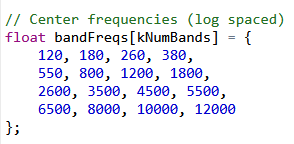 // Center frequencies (log spaced)
float bandFreqs[kNumBands] = {
120, 180, 260, 380,
550, 800, 1200, 1800,
2600, 3500, 4500, 5500,
6500, 8000, 10000, 12000
};